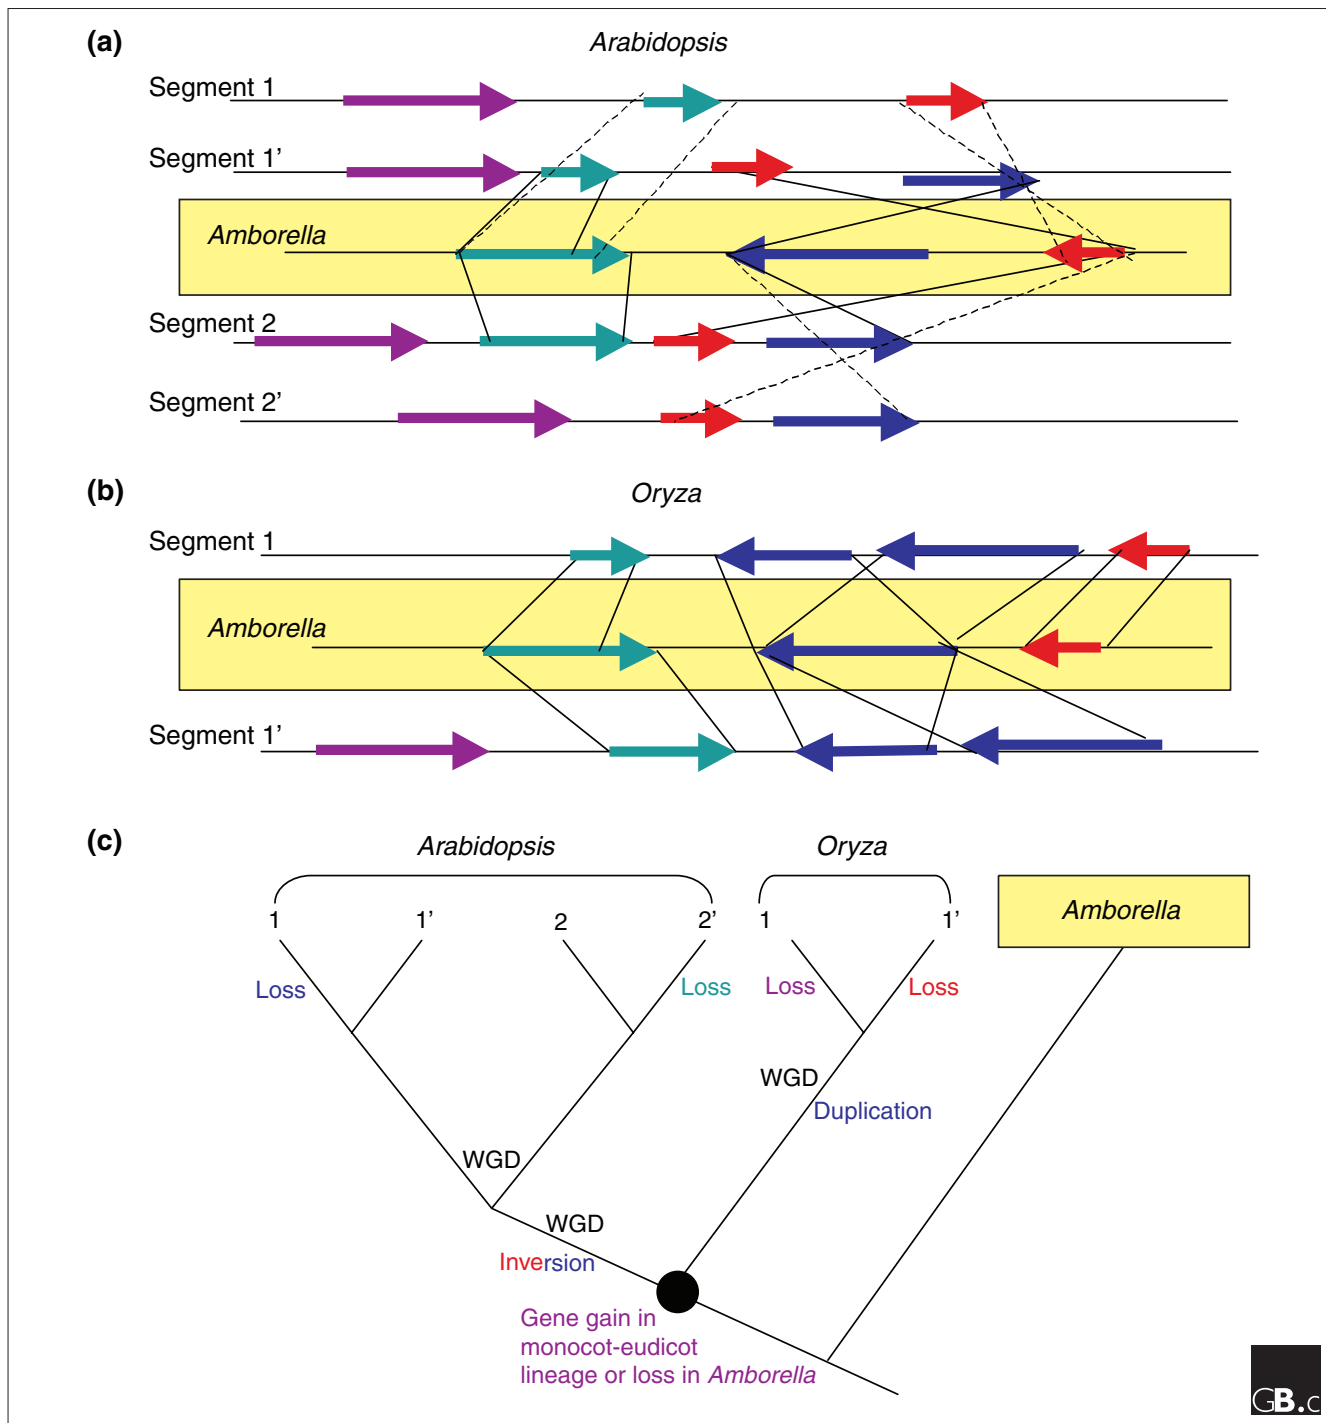 (a)
Arabidopsis
Segment 1
Segment 1'
Amborella
Segment 2
Segment 2'
(b)
Oryza
Segment 1
Amborella
Segment 1'
(c)
Arabidopsis
Oryza
Amborella
1
1'
2
2'
1
1'
Loss
Loss
Loss
Loss
WGD
Duplication
WGD
WGD
Inversion
Gene gain in
monocot-eudicot
lineage or loss in Amborella
GB.c